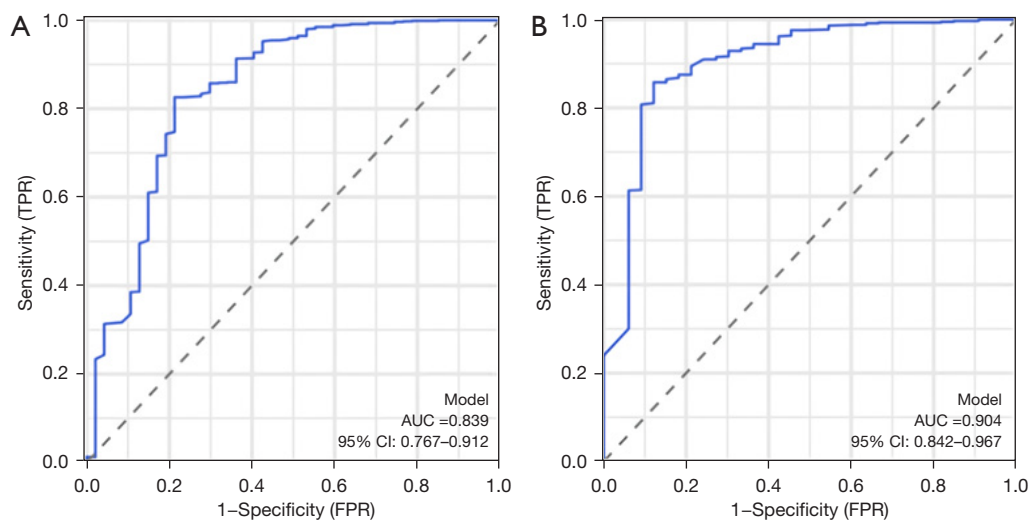 A
1.0
0.8
0.6
0.4
0.2
0.0
Sensitivity (TPR)
Model
AUC =0.839
95% CI: 0.767–0.912
0.0 0.2 0.4 0.6 0.8 1.0
1–Specificity (FPR)
B
1.0
0.8
0.6
0.4
0.2
0.0
Sensitivity (TPR)
Model
AUC =0.904
95% CI: 0.842–0.967
0.0 0.2 0.4 0.6 0.8 1.0
1–Specificity (FPR)